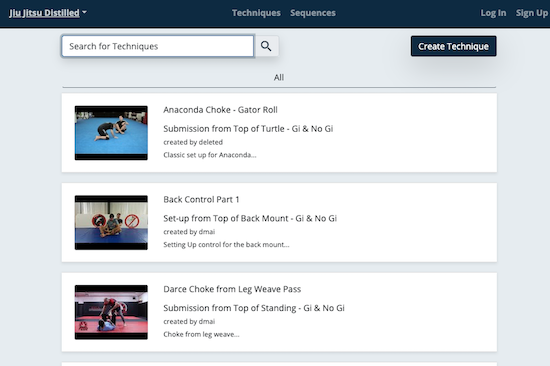 Jiu Jitsu Distilled
Techniques Sequences
Log In Sign Up
Search for Techniques
Create Technique
All
Anaconda Choke - Gator Roll
Submission from Top of Turtle - Gi & No Gi
created by deleted
Classic set up for Anaconda...
Back Control Part 1
Set-up from Top of Back Mount - Gi & No Gi
created by dmai
Setting Up control for the back mount...
Darce Choke from Leg Weave Pass
Submission from Top of Standing - Gi & No Gi
created by dmai
Choke from leg weave...